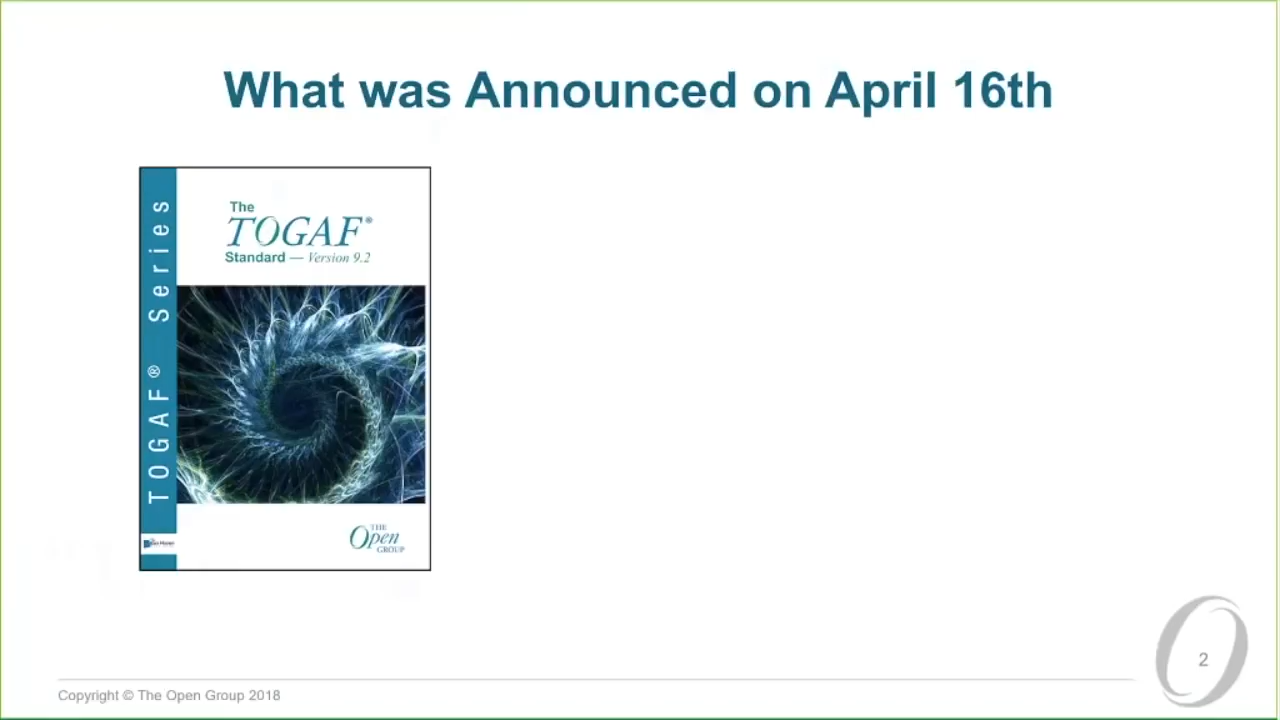 What was Announced on April 16th
TOGAF® Series
The
TOGAF®
Standard — Version 9.2
THE
Open
GROUP
2
Copyright © The Open Group 2018